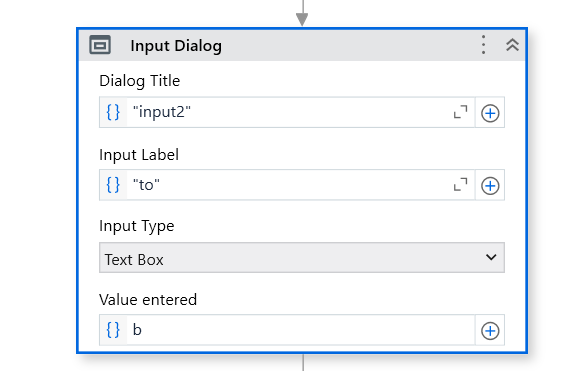 Input Dialog
Dialog Title
"input2"
Input Label
"to"
Input Type
Text Box
Value entered
b